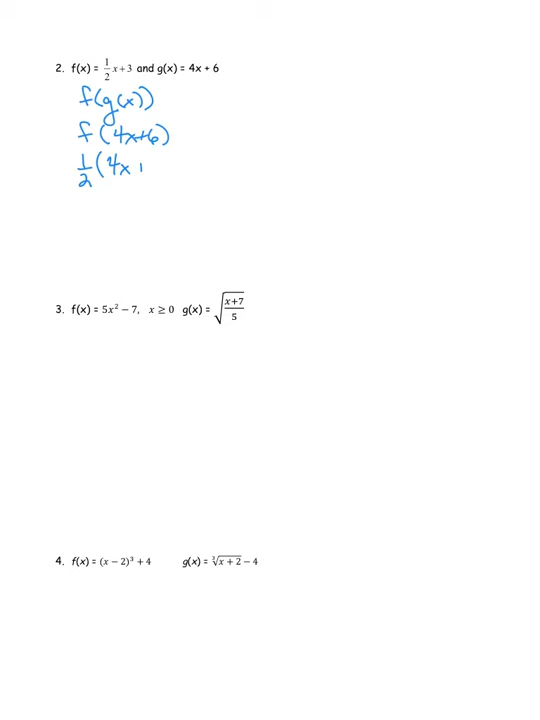 2. f(x) = 1/2 x + 3 and g(x) = 4x + 6
f(g(x))
f(4x+6)
1/2 (4x
3. f(x) = 5x² − 7, x ≥ 0 g(x) = √((x+7)/5)
4. f(x) = (x − 2)³ + 4 g(x) = ∛(x + 2) − 4